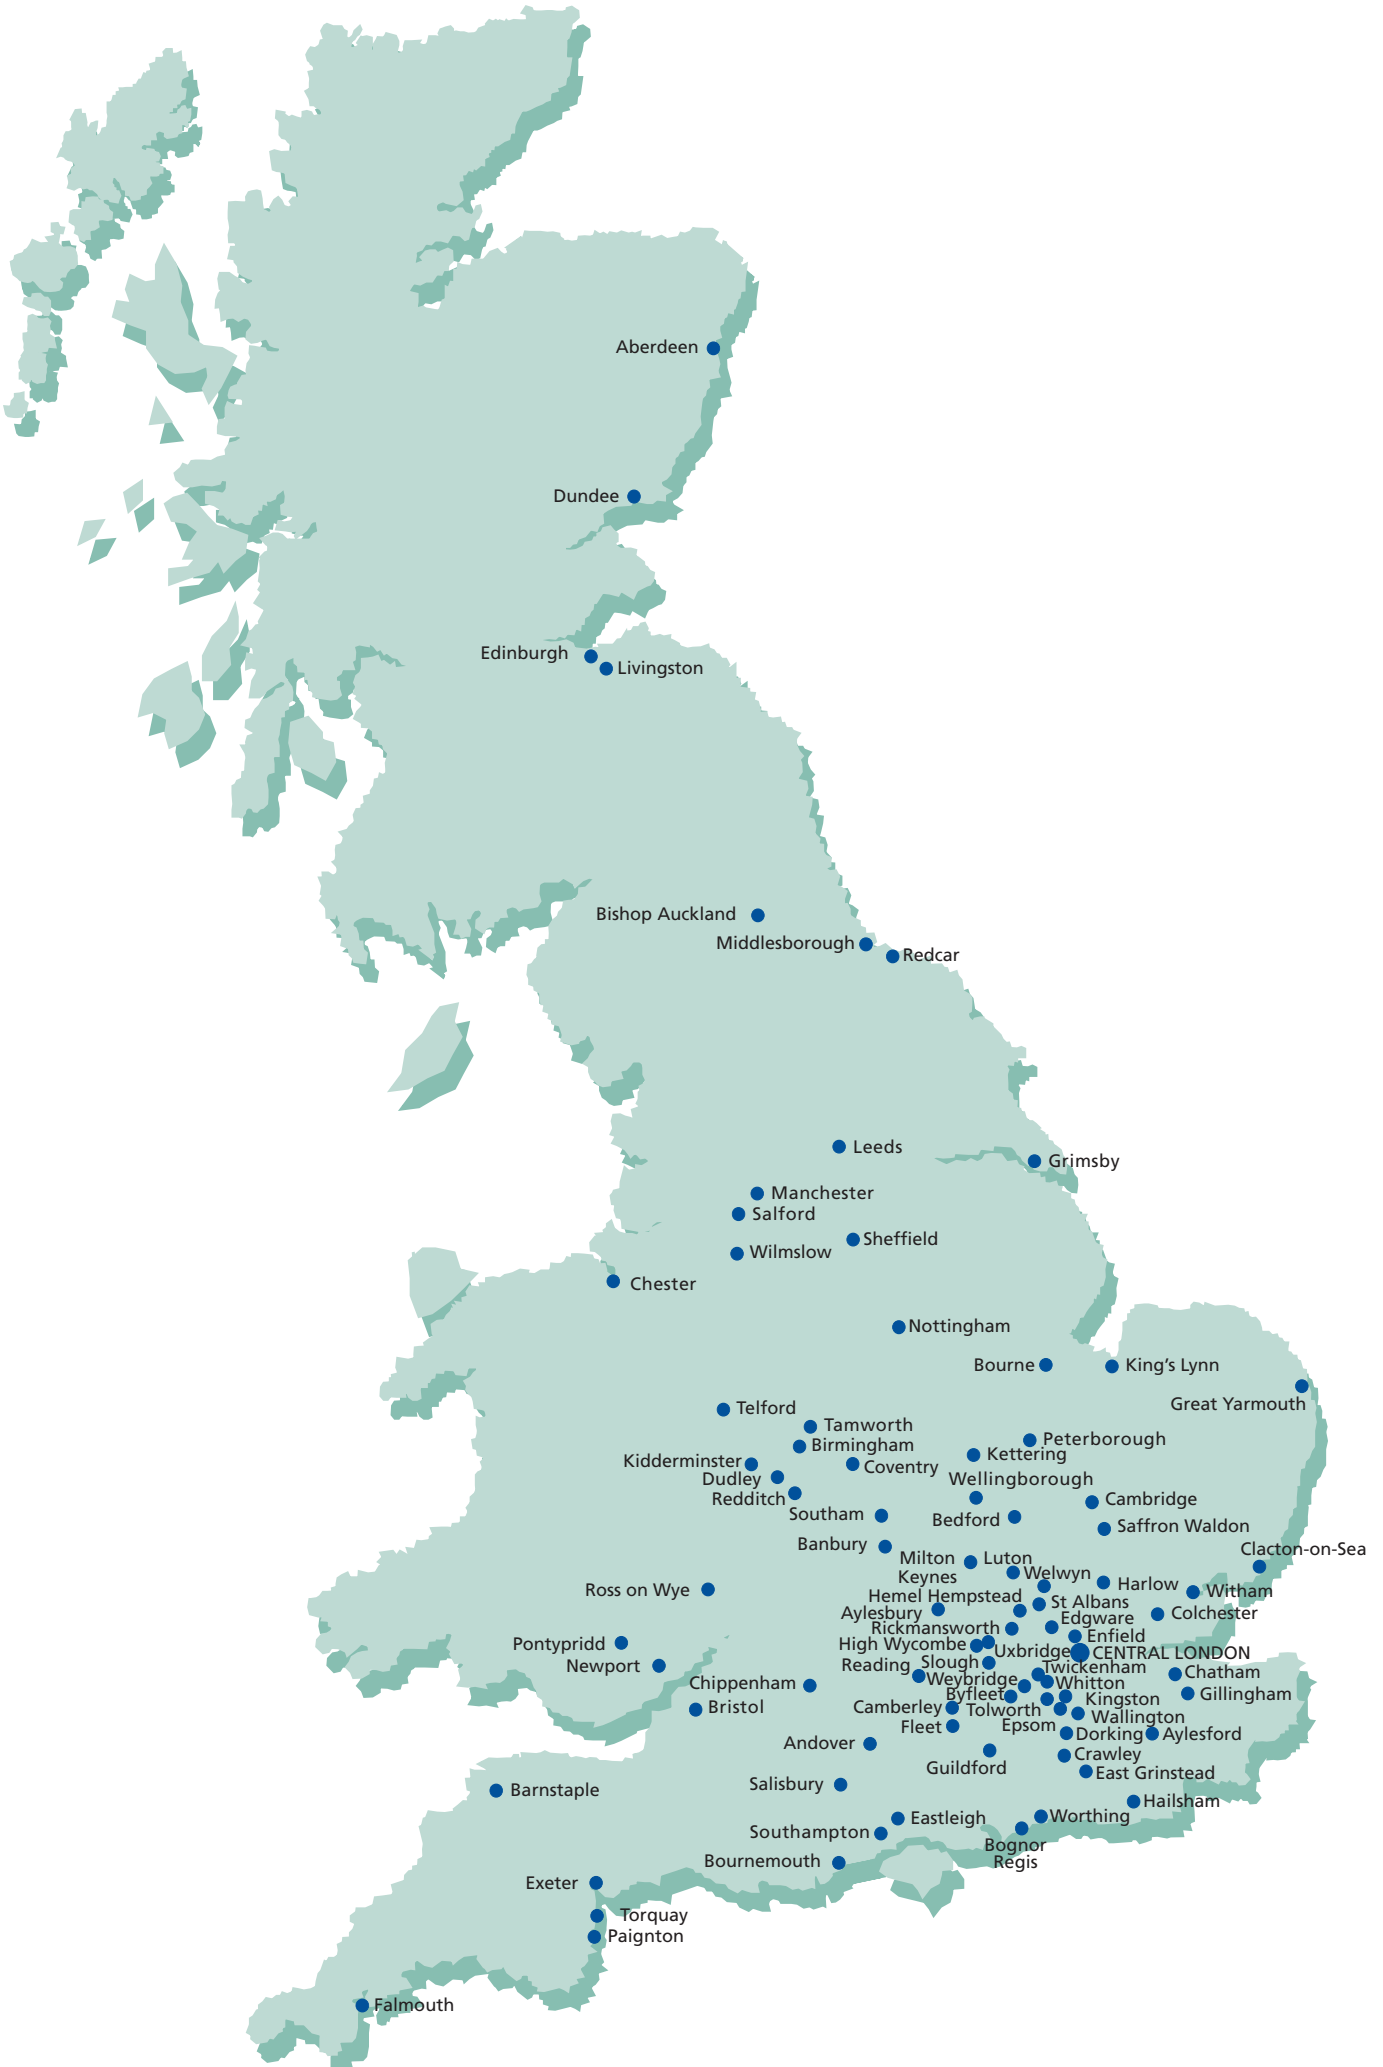 Aberdeen
Dundee
Edinburgh
Livingston
Bishop Auckland
Middlesborough
Redcar
Leeds
Grimsby
Manchester
Salford
Sheffield
Wilmslow
Chester
Nottingham
Bourne
King’s Lynn
Great Yarmouth
Telford
Tamworth
Birmingham
Peterborough
Kettering
Kidderminster
Coventry
Dudley
Wellingborough
Redditch
Cambridge
Southam
Bedford
Saffron Waldon
Banbury
Clacton-on-Sea
Milton
Keynes
Luton
Welwyn
Harlow
Ross on Wye
Witham
Hemel Hempstead
St Albans
Aylesbury
Colchester
Edgware
Rickmansworth
Enfield
Pontypridd
High Wycombe
Uxbridge
CENTRAL LONDON
Slough
Newport
Reading
Twickenham
Chatham
Weybridge
Whitton
Chippenham
Byfleet
Gillingham
Kingston
Bristol
Camberley
Tolworth
Wallington
Fleet
Epsom
Dorking
Aylesford
Andover
Crawley
Guildford
East Grinstead
Salisbury
Barnstaple
Hailsham
Eastleigh
Worthing
Southampton
Bognor
Regis
Bournemouth
Exeter
Torquay
Paignton
Falmouth